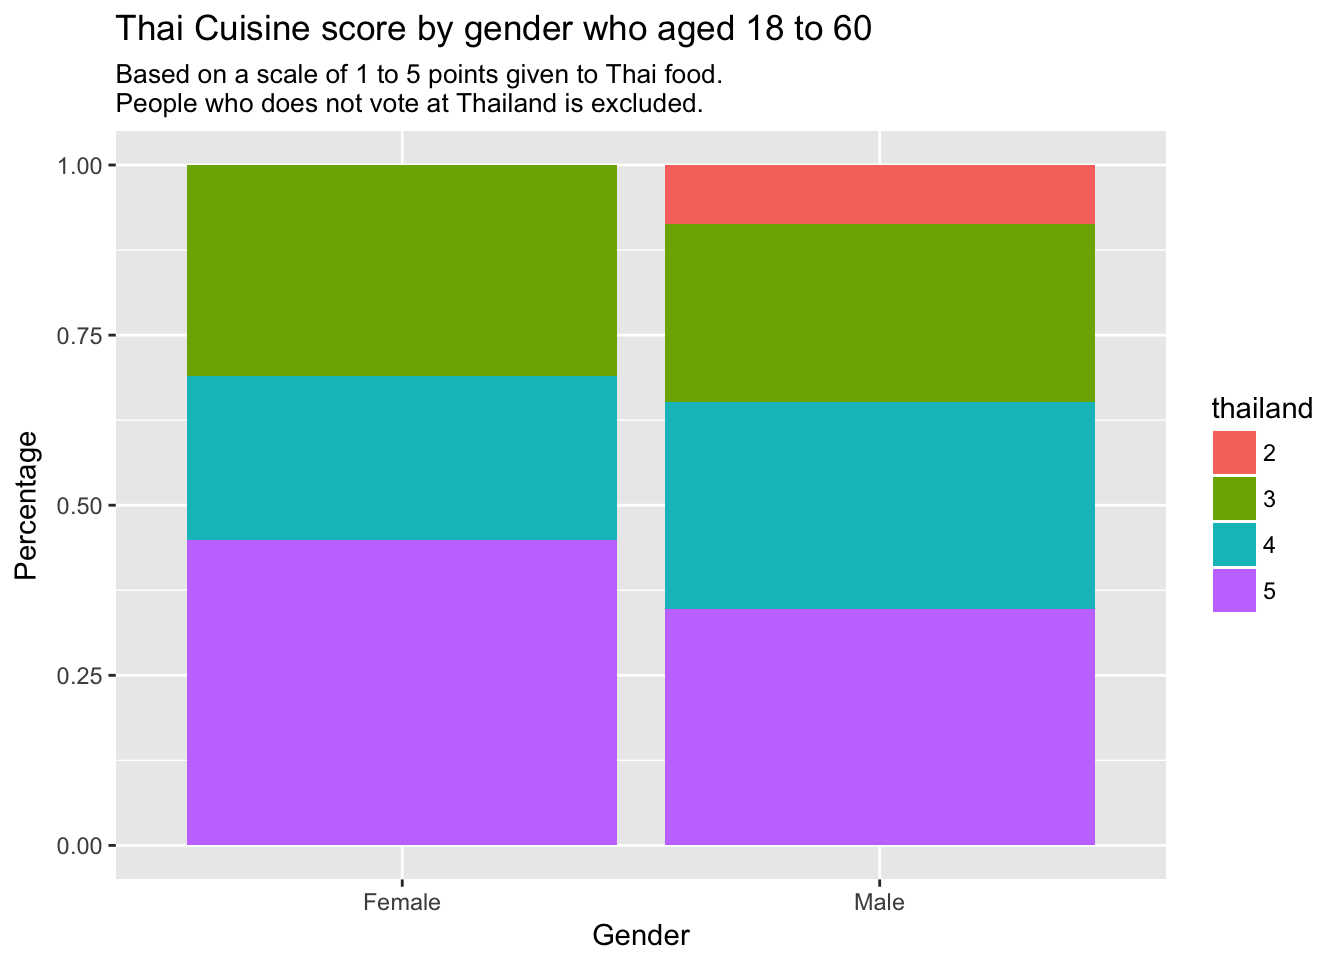 Thai Cuisine score by gender who aged 18 to 60
Based on a scale of 1 to 5 points given to Thai food.
People who does not vote at Thailand is excluded.
1.00
0.75
0.50
0.25
0.00
Percentage
Female
Male
Gender
thailand
2
3
4
5